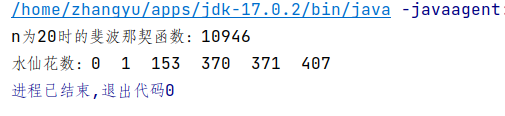 /home/zhangyu/apps/jdk-17.0.2/bin/java -javaagent:
n为20时的斐波那契函数：10946
水仙花数：0 1 153 370 371 407
进程已结束,退出代码0